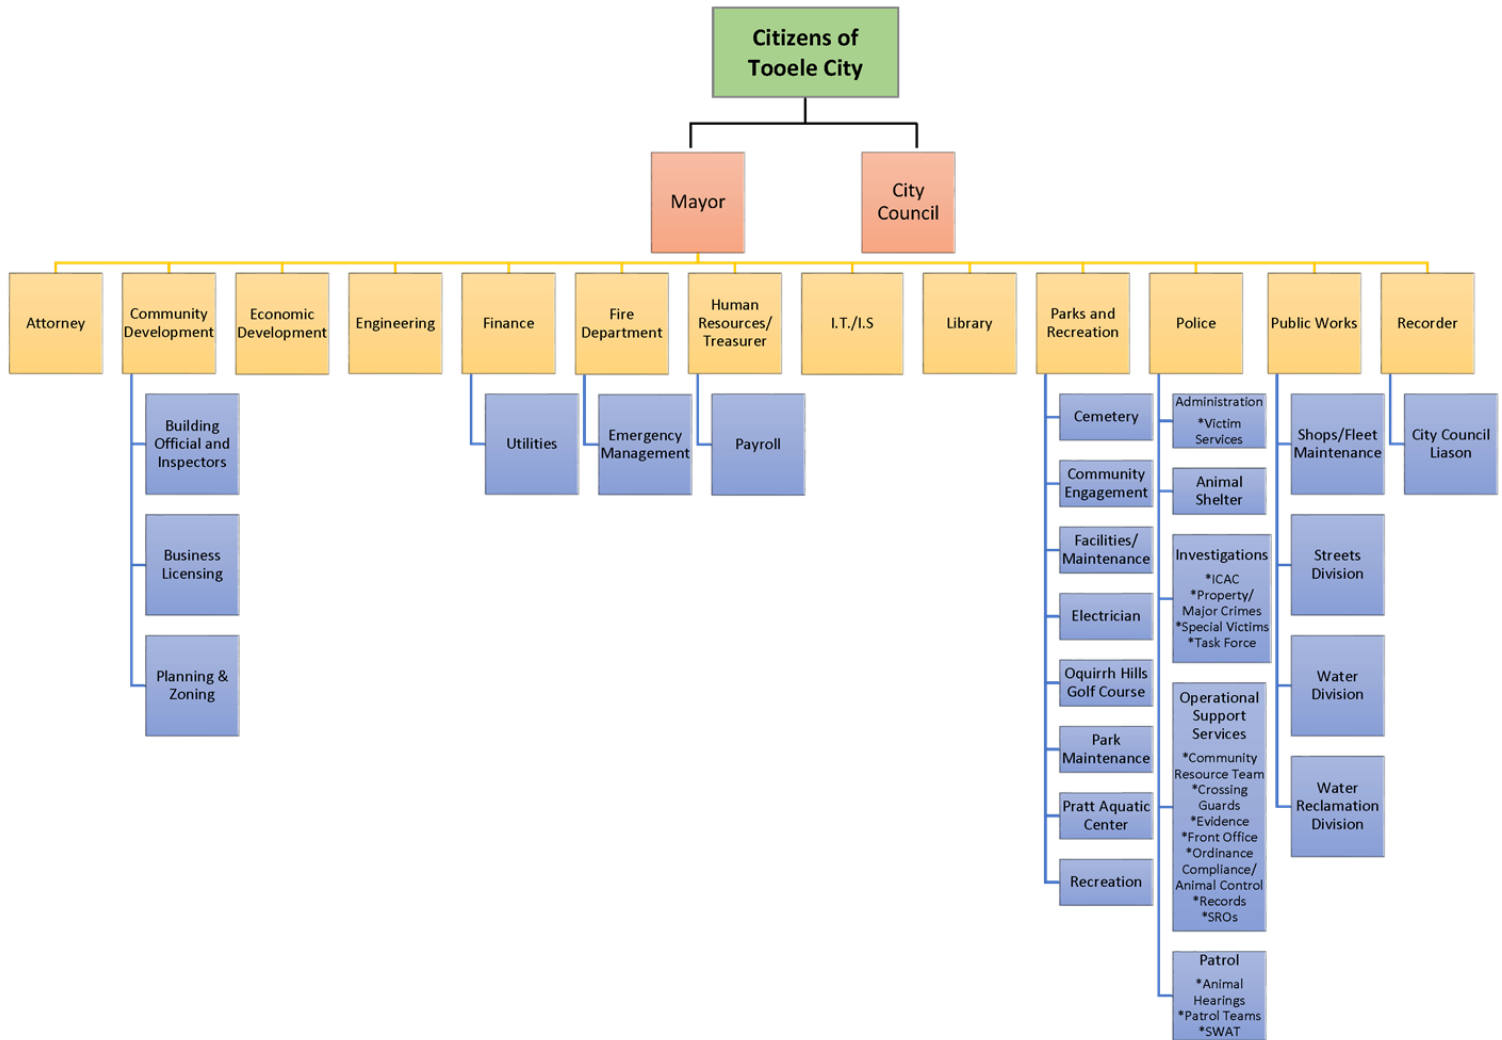 Citizens of
Tooele City
Mayor
City
Council
Attorney
Community
Development
Economic
Development
Engineering
Finance
Fire
Department
Human
Resources/
Treasurer
I.T./I.S
Library
Parks and
Recreation
Police
Public Works
Recorder
Building
Official and
Inspectors
Business
Licensing
Planning &
Zoning
Utilities
Emergency
Management
Payroll
Cemetery
Community
Engagement
Facilities/
Maintenance
Electrician
Oquirrh Hills
Golf Course
Park
Maintenance
Pratt Aquatic
Center
Recreation
Administration
*Victim
Services
Animal
Shelter
Investigations
*ICAC
*Property/
Major Crimes
*Special Victims
*Task Force
Operational
Support
Services
*Community
Resource Team
*Crossing
Guards
*Evidence
*Front Office
*Ordinance
Compliance/
Animal Control
*Records
*SROs
Patrol
*Animal
Hearings
*Patrol Teams
*SWAT
Shops/Fleet
Maintenance
Streets
Division
Water
Division
Water
Reclamation
Division
City Council
Liason